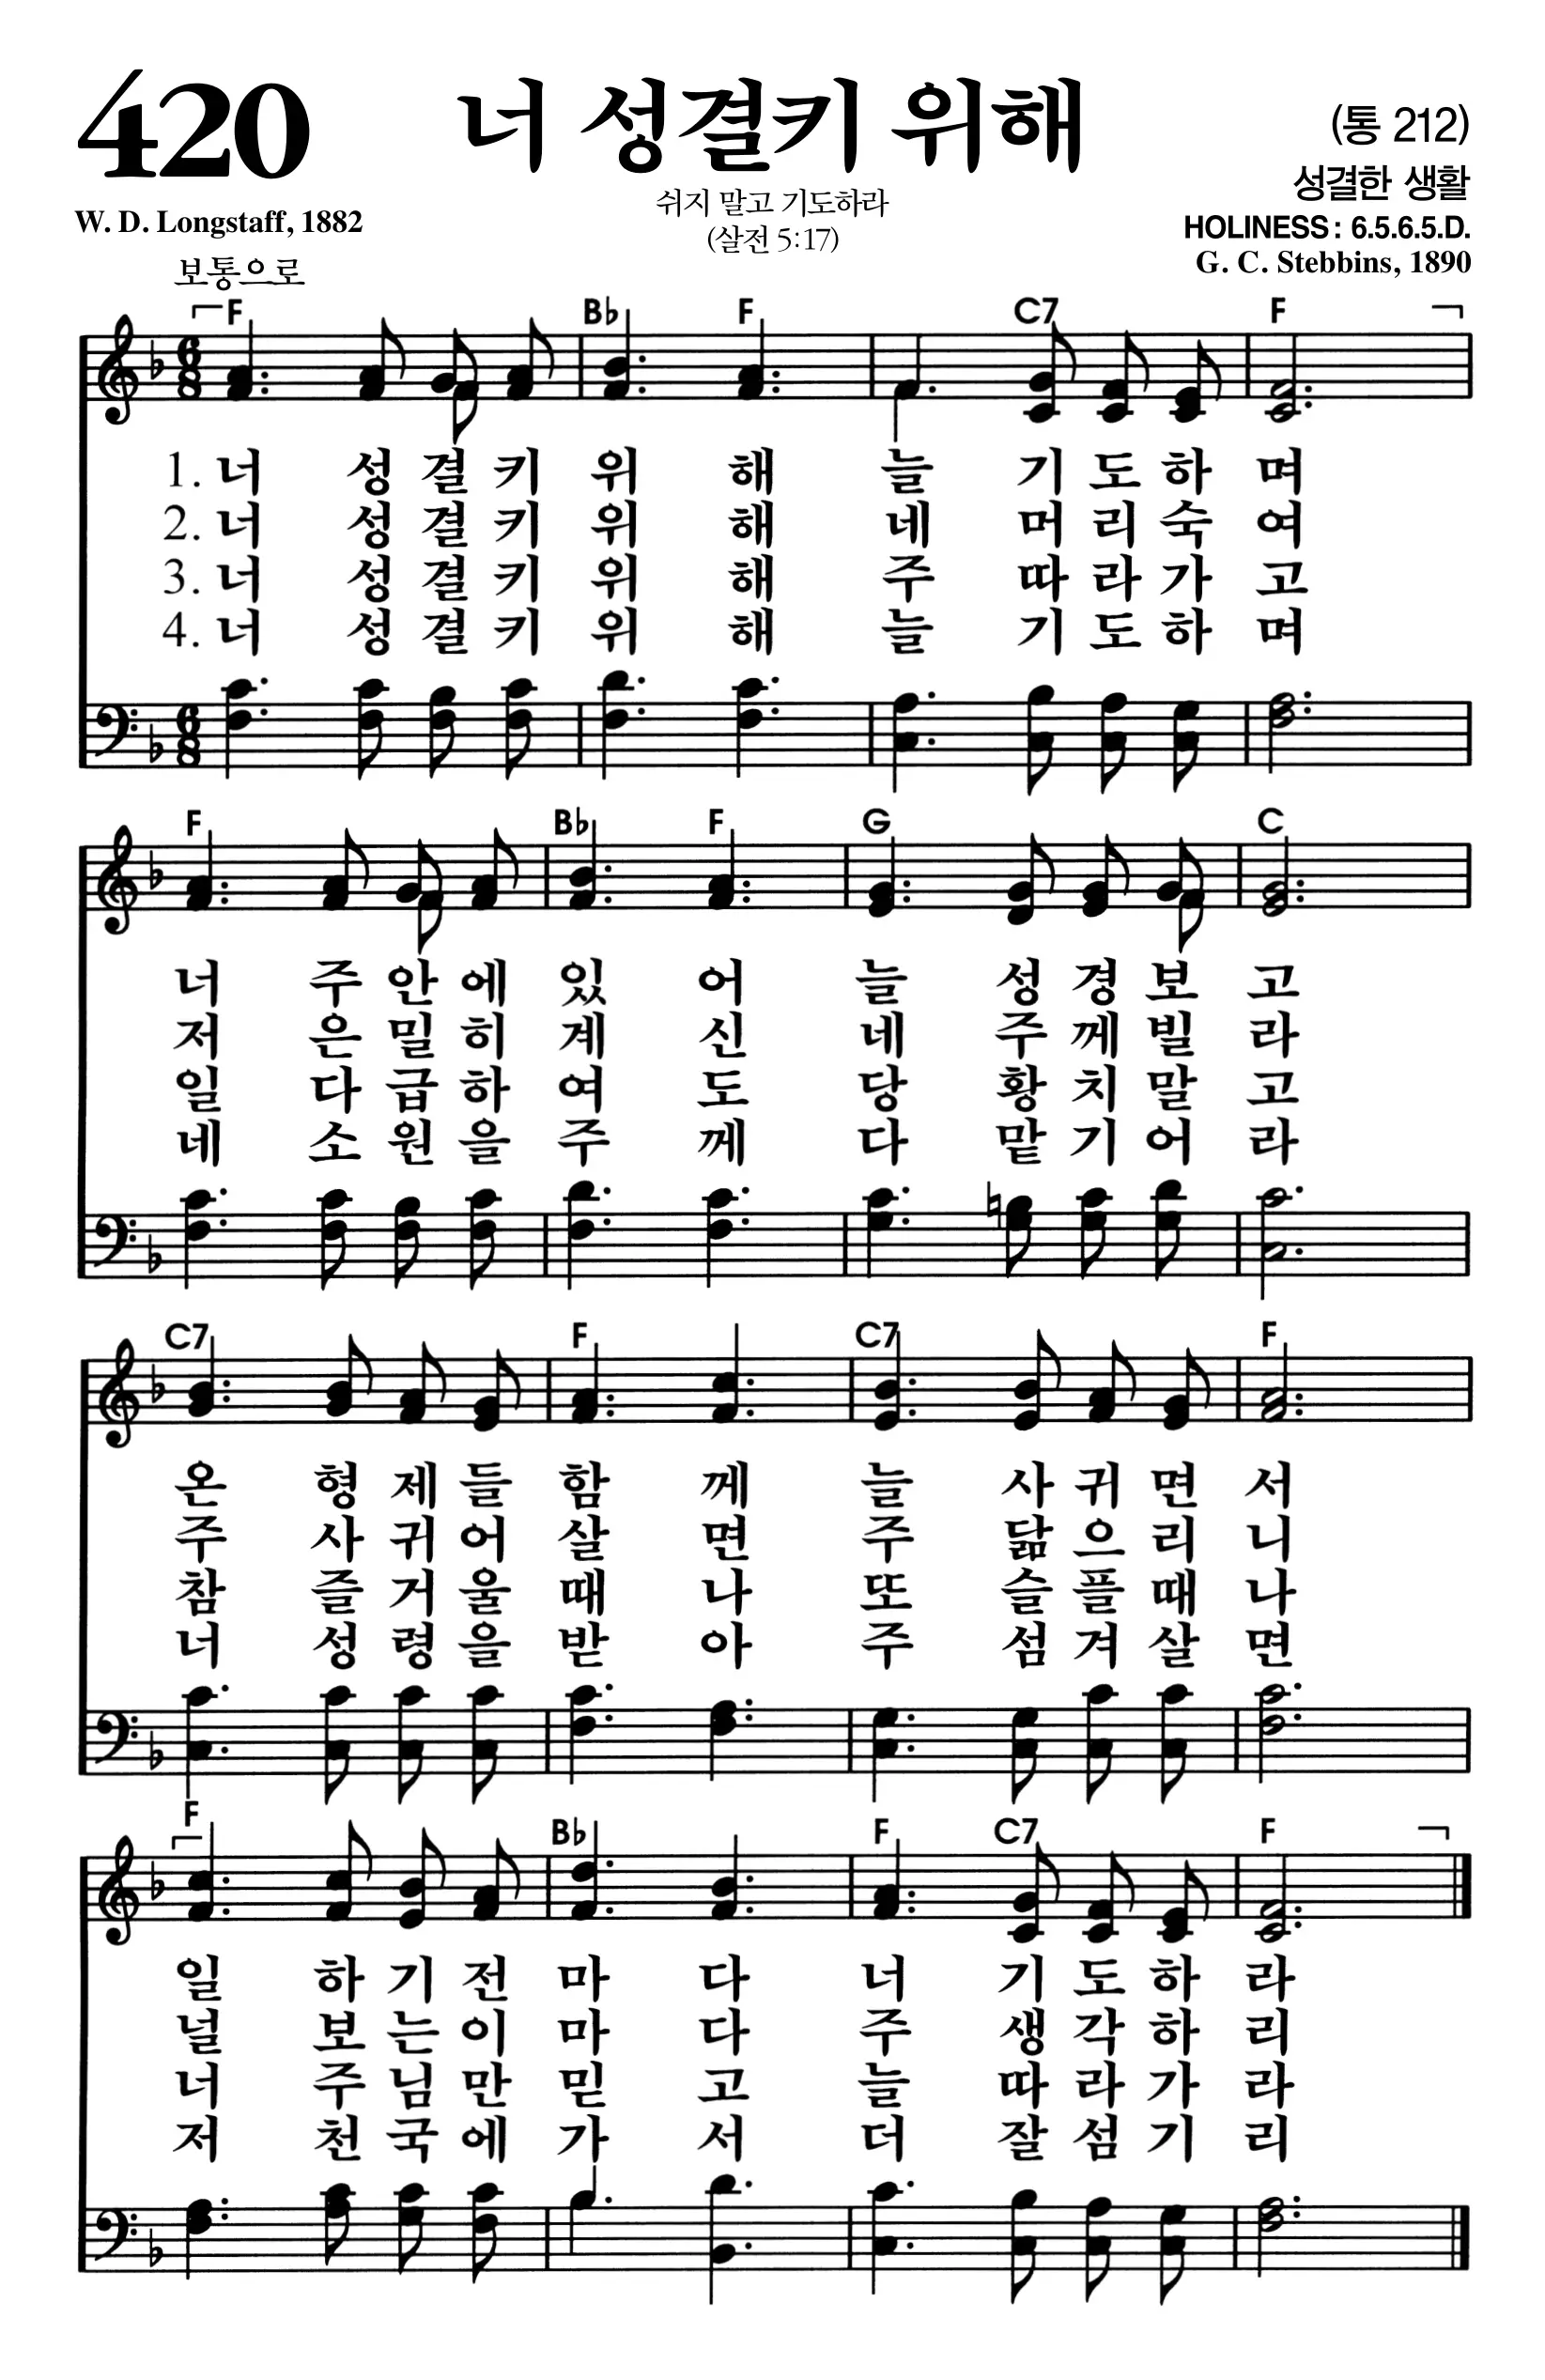 420 너 성결키 위해 (통 212)
성결한 생활
쉬지 말고 기도하라
(살전 5:17)
W. D. Longstaff, 1882
HOLINESS : 6.5.6.5.D.
G. C. Stebbins, 1890
보통으로
F B♭ F C7 F
1. 너 성 결 키 위 해 늘 기 도 하 며
2. 너 성 결 키 위 해 네 머 리 숙 여
3. 너 성 결 키 위 해 주 따 라 가 고
4. 너 성 결 키 위 해 늘 기 도 하 며
F B♭ F G C
너 주 안 에 있 어 늘 성 경 보 고
저 은 밀 히 계 신 네 주 께 빌 라
일 다 급 하 여 도 당 황 치 말 고
네 소 원 을 주 께 다 맡 기 어 라
C7 F C7 F
온 형 제 들 함 께 늘 사 귀 면 서
주 사 귀 어 살 면 주 닮 으 리 니
참 즐 거 울 때 나 또 슬 플 때 나
너 성 령 을 받 아 주 섬 겨 살 면
F B♭ F C7 F
일 하 기 전 마 다 너 기 도 하 라
널 보 는 이 마 다 주 생 각 하 리
너 주 님 만 믿 고 늘 따 라 가 라
저 천 국 에 가 서 더 잘 섬 기 리